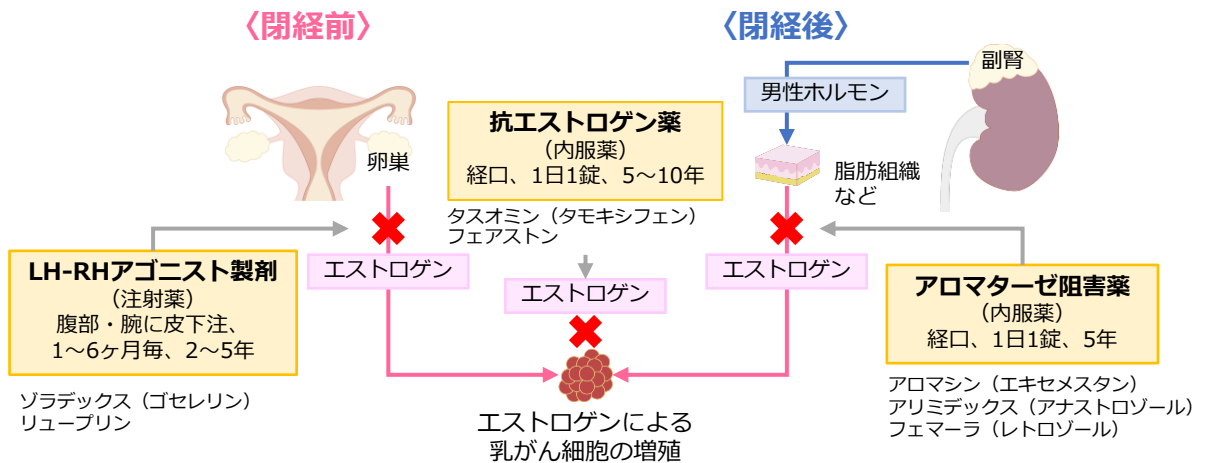 〈閉経前〉
〈閉経後〉
副腎
男性ホルモン
卵巣
抗エストロゲン薬
（内服薬）
経口、1日1錠、5～10年
脂肪組織
など
タスオミン（タモキシフェン）
フェアストン
LH-RHアゴニスト製剤
（注射薬）
腹部・腕に皮下注、
1～6ヶ月毎、2～5年
エストロゲン
エストロゲン
エストロゲン
アロマターゼ阻害薬
（内服薬）
経口、1日1錠、5年
ゾラデックス（ゴセレリン）
リュープリン
アロマシン（エキセメスタン）
アリミデックス（アナストロゾール）
フェマーラ（レトロゾール）
エストロゲンによる
乳がん細胞の増殖